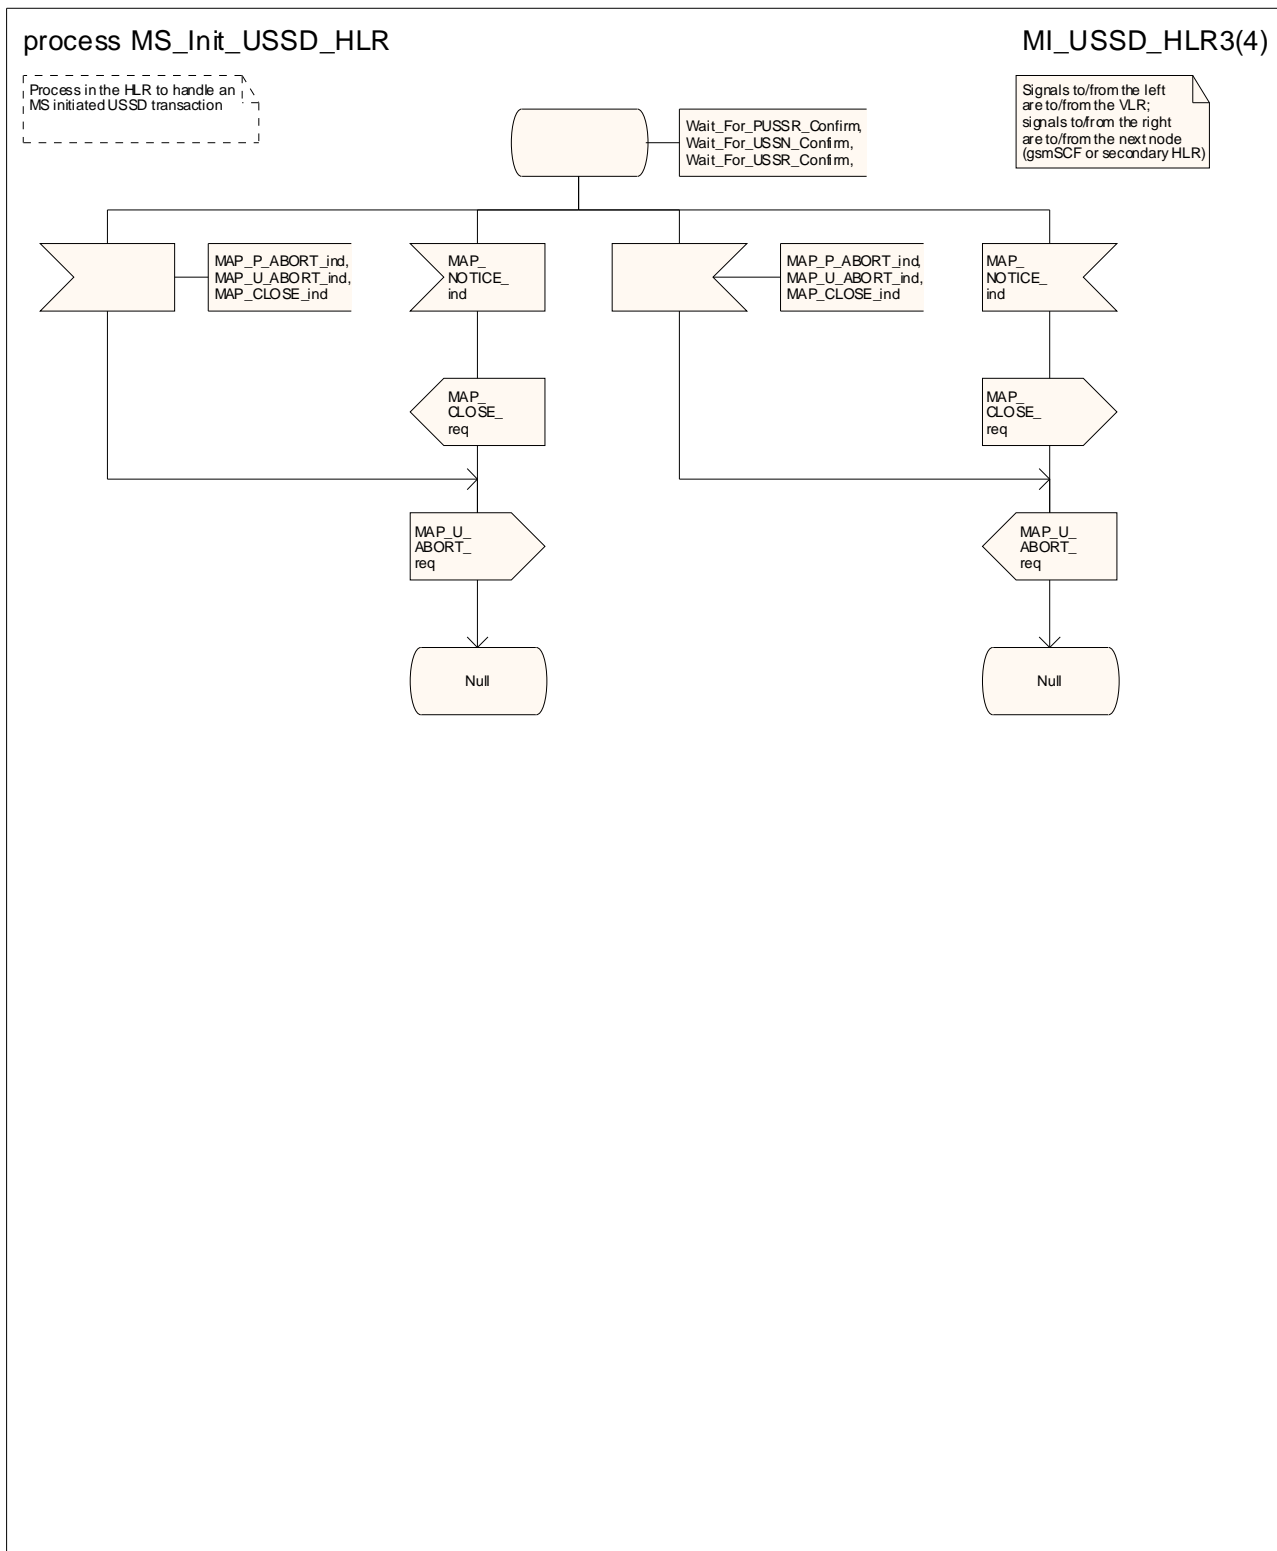 process MS_Init_USSD_HLR
MI_USSD_HLR3(4)
Process in the HLR to handle an
MS initiated USSD transaction
Signals to/from the left
are to/from the VLR;
signals to/from the right
are to/from the next node
(gsmSCF or secondary HLR)
Wait_For_PUSSR_Confirm,
Wait_For_USSN_Confirm,
Wait_For_USSR_Confirm,
MAP_P_ABORT_ind,
MAP_U_ABORT_ind,
MAP_CLOSE_ind
MAP_
NOTICE_
ind
MAP_P_ABORT_ind,
MAP_U_ABORT_ind,
MAP_CLOSE_ind
MAP_
NOTICE_
ind
MAP_
CLOSE_
req
MAP_
CLOSE_
req
MAP_U_
ABORT_
req
MAP_U_
ABORT_
req
Null
Null